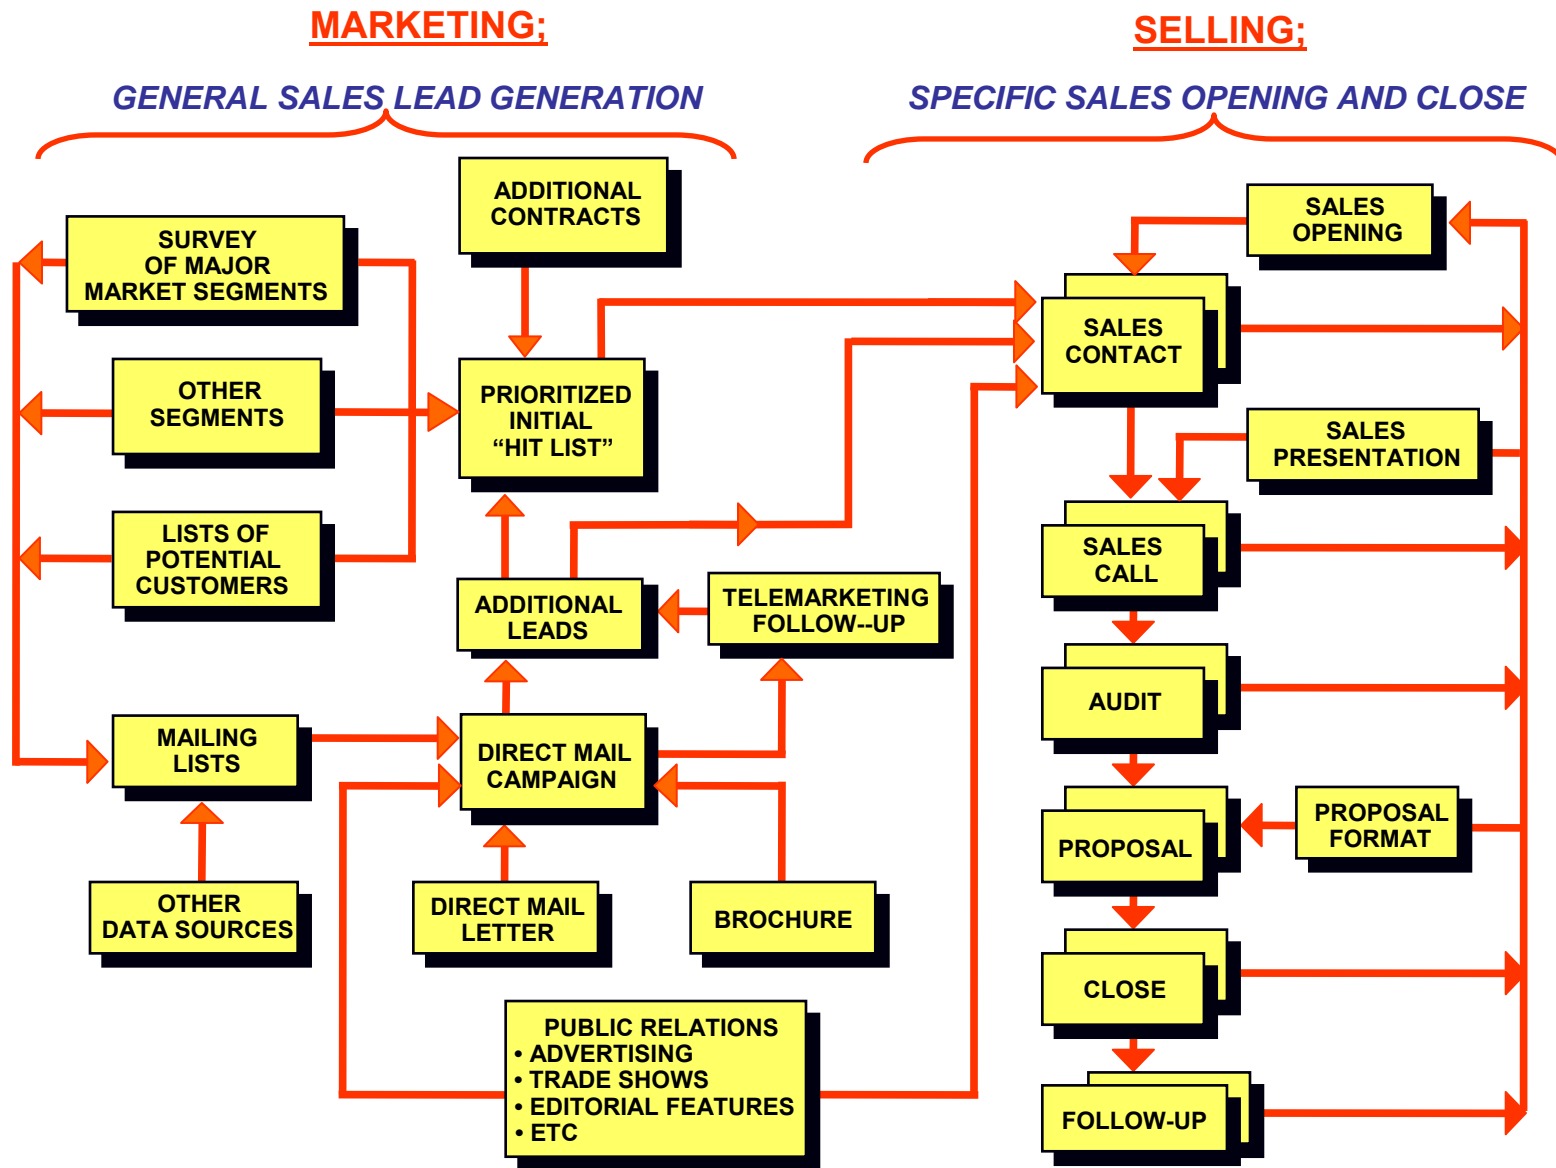 MARKETING;
GENERAL SALES LEAD GENERATION
SELLING;
SPECIFIC SALES OPENING AND CLOSE
ADDITIONAL
CONTRACTS
SURVEY
OF MAJOR
MARKET SEGMENTS
OTHER
SEGMENTS
PRIORITIZED
INITIAL
“HIT LIST”
LISTS OF
POTENTIAL
CUSTOMERS
ADDITIONAL
LEADS
TELEMARKETING
FOLLOW--UP
MAILING
LISTS
DIRECT MAIL
CAMPAIGN
OTHER
DATA SOURCES
DIRECT MAIL
LETTER
BROCHURE
PUBLIC RELATIONS
• ADVERTISING
• TRADE SHOWS
• EDITORIAL FEATURES
• ETC
SALES
OPENING
SALES
CONTACT
SALES
PRESENTATION
SALES
CALL
AUDIT
PROPOSAL
PROPOSAL
FORMAT
CLOSE
FOLLOW-UP